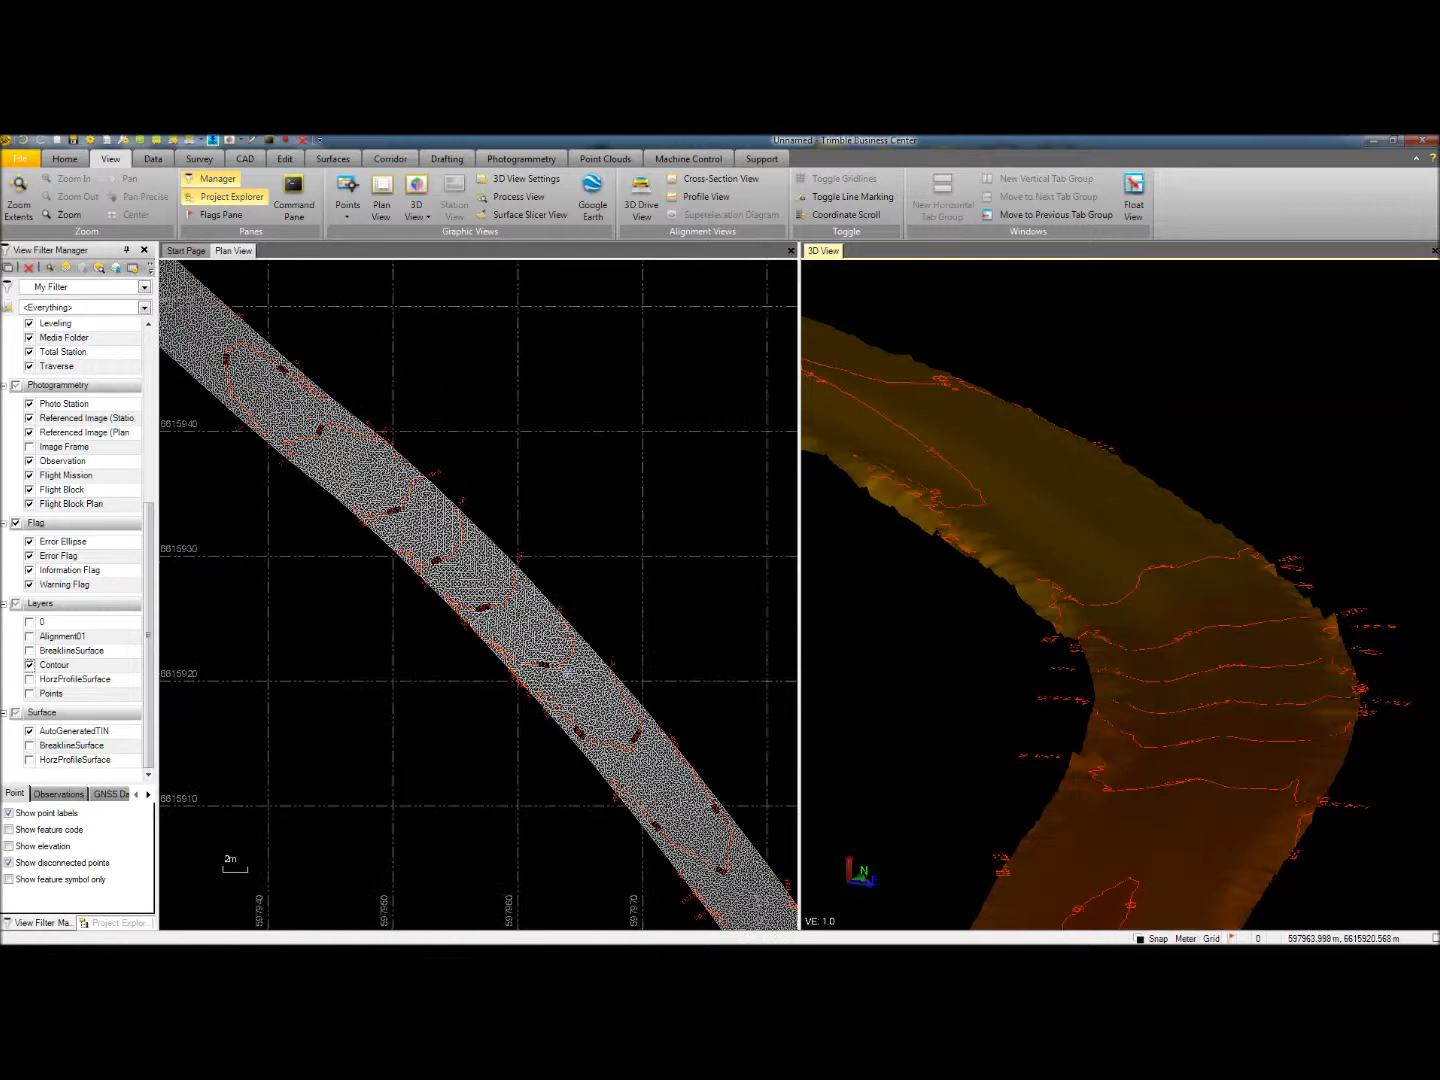 Unnamed - Trimble Business Center
File Home View Data Survey CAD Edit Surfaces Corridor Drafting Photogrammetry Point Clouds Machine Control Support
Zoom Extents
Zoom In
Zoom Out
Zoom
Pan
Pan Precise
Center
Zoom
Manager
Project Explorer
Flags Pane
Command Pane
Panes
Points
Plan View
3D View
Station View
3D View Settings
Process View
Surface Slicer View
Google Earth
Graphic Views
3D Drive View
Cross-Section View
Profile View
Superelevation Diagram
Alignment Views
Toggle Gridlines
Toggle Line Marking
Coordinate Scroll
Toggle
New Horizontal Tab Group
New Vertical Tab Group
Move to Next Tab Group
Move to Previous Tab Group
Float View
Windows
View Filter Manager
My Filter
<Everything>
Leveling
Media Folder
Total Station
Traverse
Photogrammetry
Photo Station
Referenced Image (Statio
Referenced Image (Plan
Image Frame
Observation
Flight Mission
Flight Block
Flight Block Plan
Flag
Error Ellipse
Error Flag
Information Flag
Warning Flag
Layers
0
Alignment01
BreaklineSurface
Contour
HorzProfileSurface
Points
Surface
AutoGeneratedTIN
BreaklineSurface
HorzProfileSurface
Point Observations GNSS Da
Show point labels
Show feature code
Show elevation
Show disconnected points
Show feature symbol only
View Filter Ma... Project Explor...
Start Page Plan View
6615940
6615930
6615920
6615910
2m
597940
597950
597960
597970
3D View
N
VE: 1.0
Snap Meter Grid 0 597963.998 m, 6615920.568 m